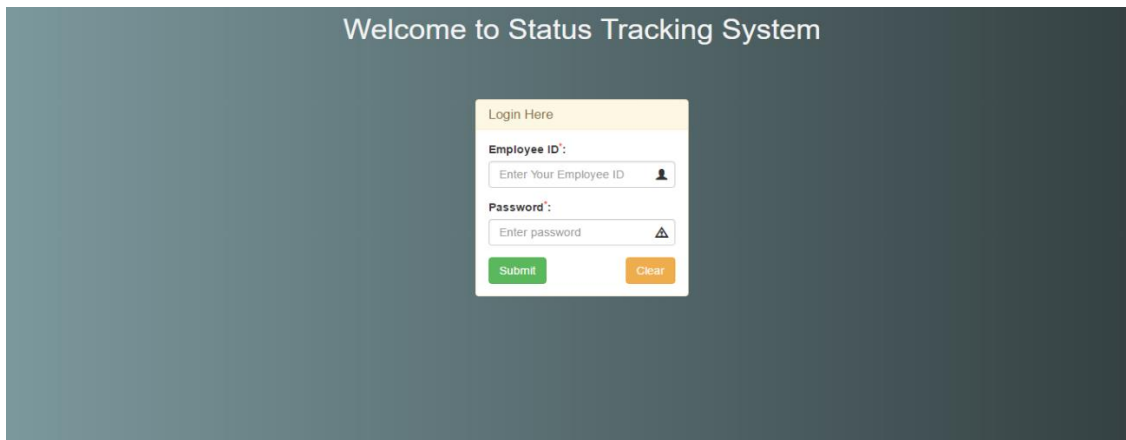 Welcome to Status Tracking System
Login Here
Employee ID*:
Enter Your Employee ID
Password*:
Enter password
Submit
Clear